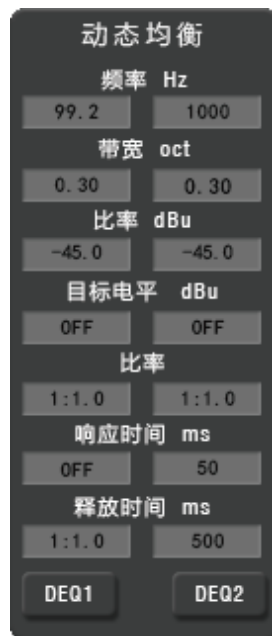 动态均衡
频率 Hz
99.2 1000
带宽 oct
0.30 0.30
比率 dBu
-45.0 -45.0
目标电平 dBu
OFF OFF
比率
1:1.0 1:1.0
响应时间 ms
OFF 50
释放时间 ms
1:1.0 500
DEQ1 DEQ2